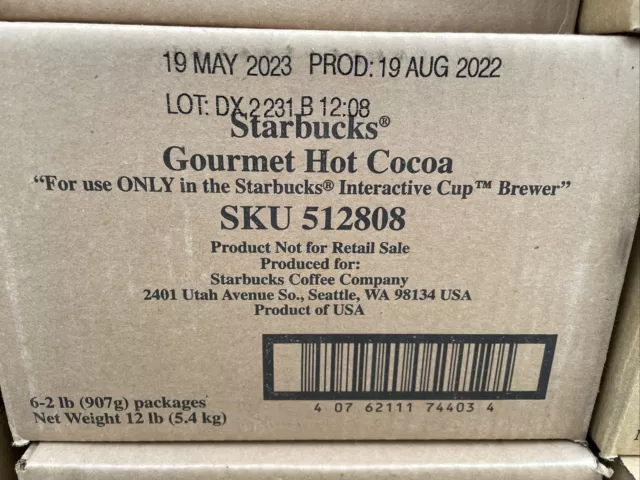 19 MAY 2023 PROD: 19 AUG 2022
LOT: DX 2 231 B 12:08
Starbucks®
Gourmet Hot Cocoa
"For use ONLY in the Starbucks® Interactive Cup™ Brewer"
SKU 512808
Product Not for Retail Sale
Produced for:
Starbucks Coffee Company
2401 Utah Avenue So., Seattle, WA 98134 USA
Product of USA
6-2 lb (907g) packages
Net Weight 12 lb (5.4 kg)
4 07 62111 74403 4